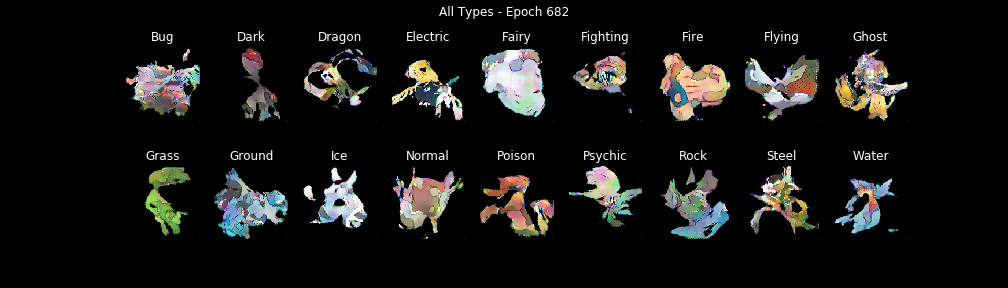 All Types - Epoch 682
Bug Dark Dragon Electric Fairy Fighting Fire Flying Ghost
Grass Ground Ice Normal Poison Psychic Rock Steel Water